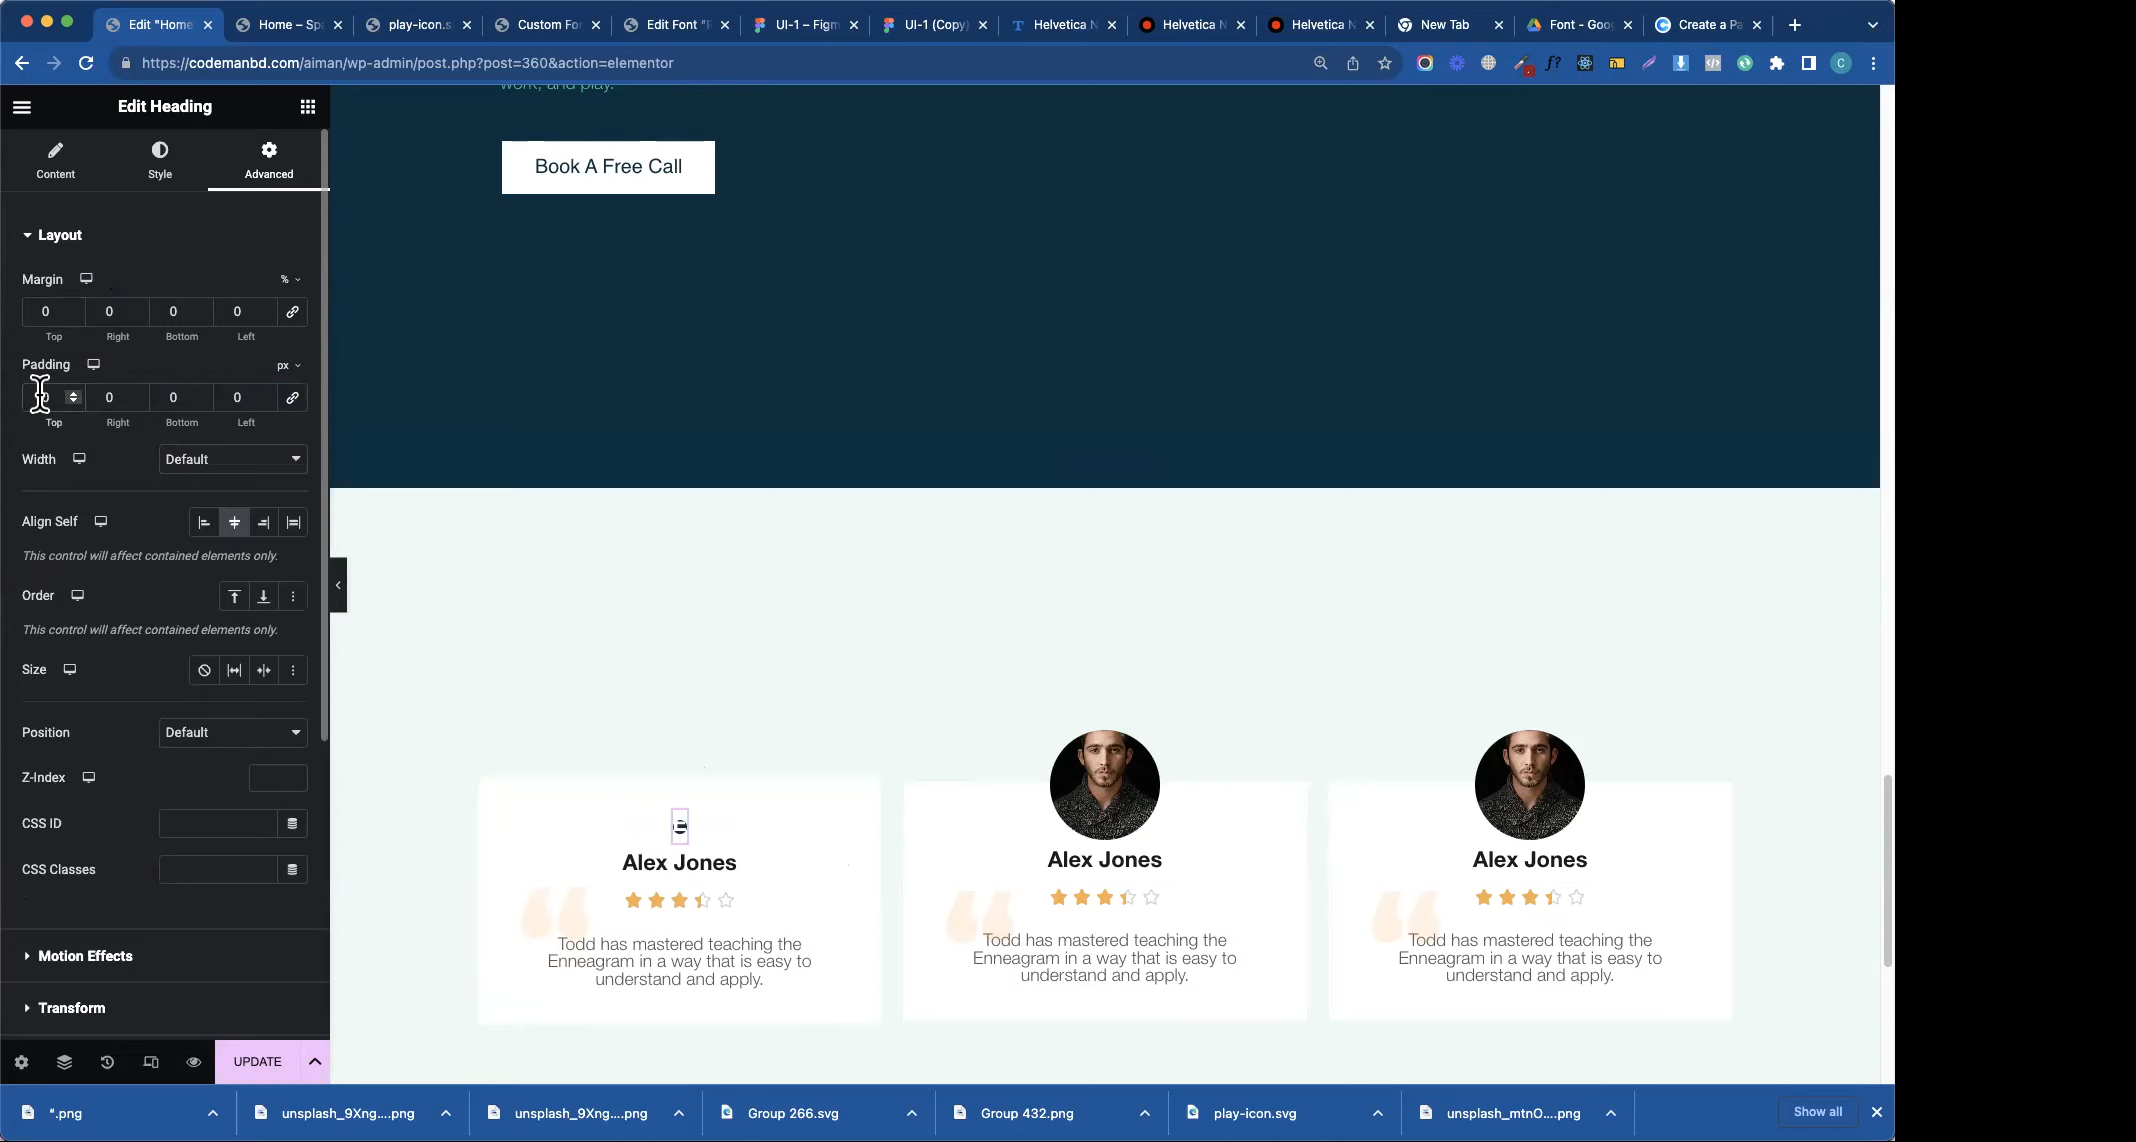 Edit "Home
Home – Sp
play-icon.s
Custom Fo
Edit Font "
UI-1 – Figm
UI-1 (Copy)
Helvetica N
Helvetica N
Helvetica N
New Tab
Font - Goo
Create a Pa
https://codemanbd.com/aiman/wp-admin/post.php?post=360&action=elementor
f?
C
Edit Heading
Content
Style
Advanced
Layout
Margin
%
0 0 0 0
Top Right Bottom Left
Padding
px
0 0 0 0
Top Right Bottom Left
Width
Default
Align Self
This control will affect contained elements only.
Order
This control will affect contained elements only.
Size
Position
Default
Z-Index
CSS ID
CSS Classes
Motion Effects
Transform
UPDATE
work, and play.
Book A Free Call
Alex Jones
Todd has mastered teaching the
Enneagram in a way that is easy to
understand and apply.
Alex Jones
Todd has mastered teaching the
Enneagram in a way that is easy to
understand and apply.
Alex Jones
Todd has mastered teaching the
Enneagram in a way that is easy to
understand and apply.
“.png
unsplash_9Xng....png
unsplash_9Xng....png
Group 266.svg
Group 432.png
play-icon.svg
unsplash_mtnO....png
Show all